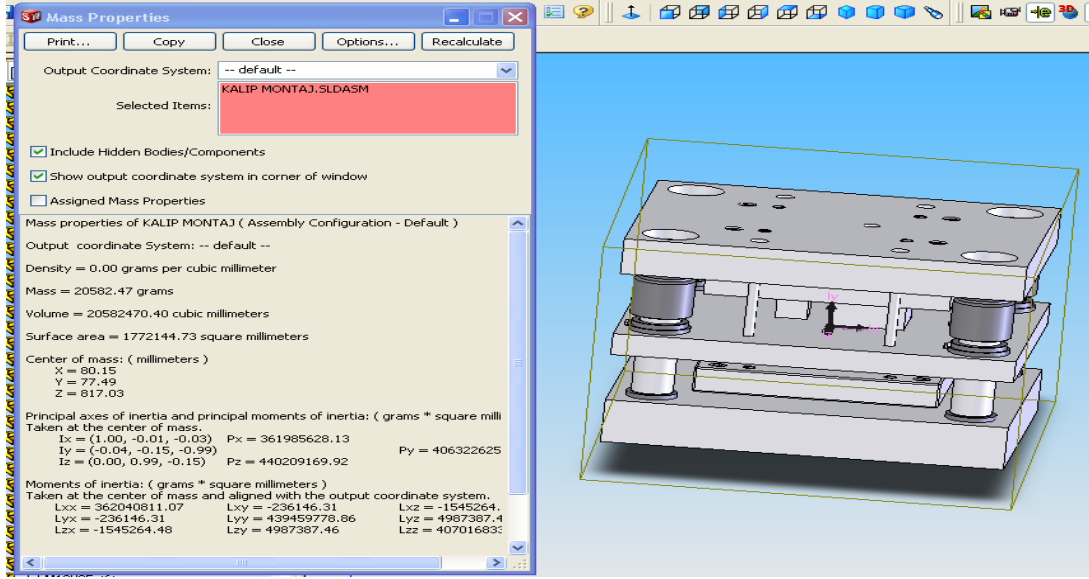 Mass Properties
Print... Copy Close Options... Recalculate
Output Coordinate System: -- default --
Selected Items: KALIP MONTAJ.SLDASM
Include Hidden Bodies/Components
Show output coordinate system in corner of window
Assigned Mass Properties
Mass properties of KALIP MONTAJ ( Assembly Configuration - Default )
Output coordinate System: -- default --
Density = 0.00 grams per cubic millimeter
Mass = 20582.47 grams
Volume = 20582470.40 cubic millimeters
Surface area = 1772144.73 square millimeters
Center of mass: ( millimeters )
X = 80.15
Y = 77.49
Z = 817.03
Principal axes of inertia and principal moments of inertia: ( grams * square milli
Taken at the center of mass.
Ix = (1.00, -0.01, -0.03) Px = 361985628.13
Iy = (-0.04, -0.15, -0.99) Py = 406322625
Iz = (0.00, 0.99, -0.15) Pz = 440209169.92
Moments of inertia: ( grams * square millimeters )
Taken at the center of mass and aligned with the output coordinate system.
Lxx = 362040811.07 Lxy = -236146.31 Lxz = -1545264.
Lyx = -236146.31 Lyy = 439459778.86 Lyz = 4987387.4
Lzx = -1545264.48 Lzy = 4987387.46 Lzz = 407016833
3D
Iy